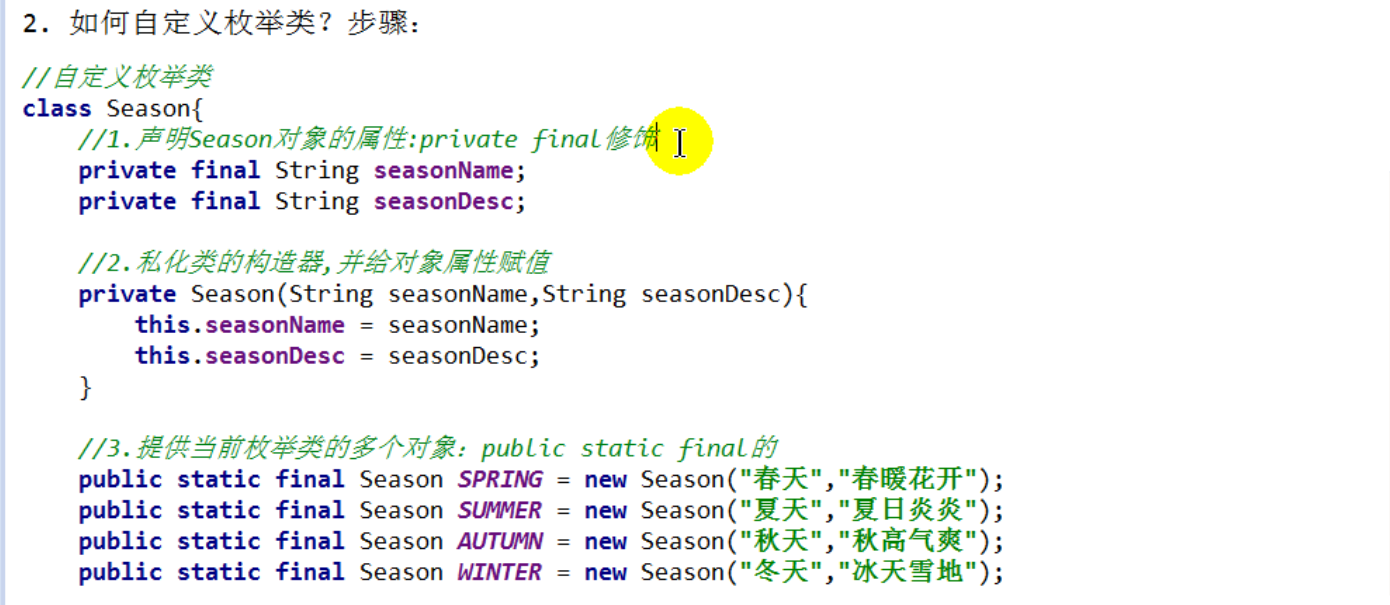 2. 如何自定义枚举类？步骤：
//自定义枚举类
class Season{
//1.声明Season对象的属性:private final修饰
private final String seasonName;
private final String seasonDesc;
//2.私化类的构造器,并给对象属性赋值
private Season(String seasonName,String seasonDesc){
this.seasonName = seasonName;
this.seasonDesc = seasonDesc;
}
//3.提供当前枚举类的多个对象：public static final的
public static final Season SPRING = new Season("春天","春暖花开");
public static final Season SUMMER = new Season("夏天","夏日炎炎");
public static final Season AUTUMN = new Season("秋天","秋高气爽");
public static final Season WINTER = new Season("冬天","冰天雪地");